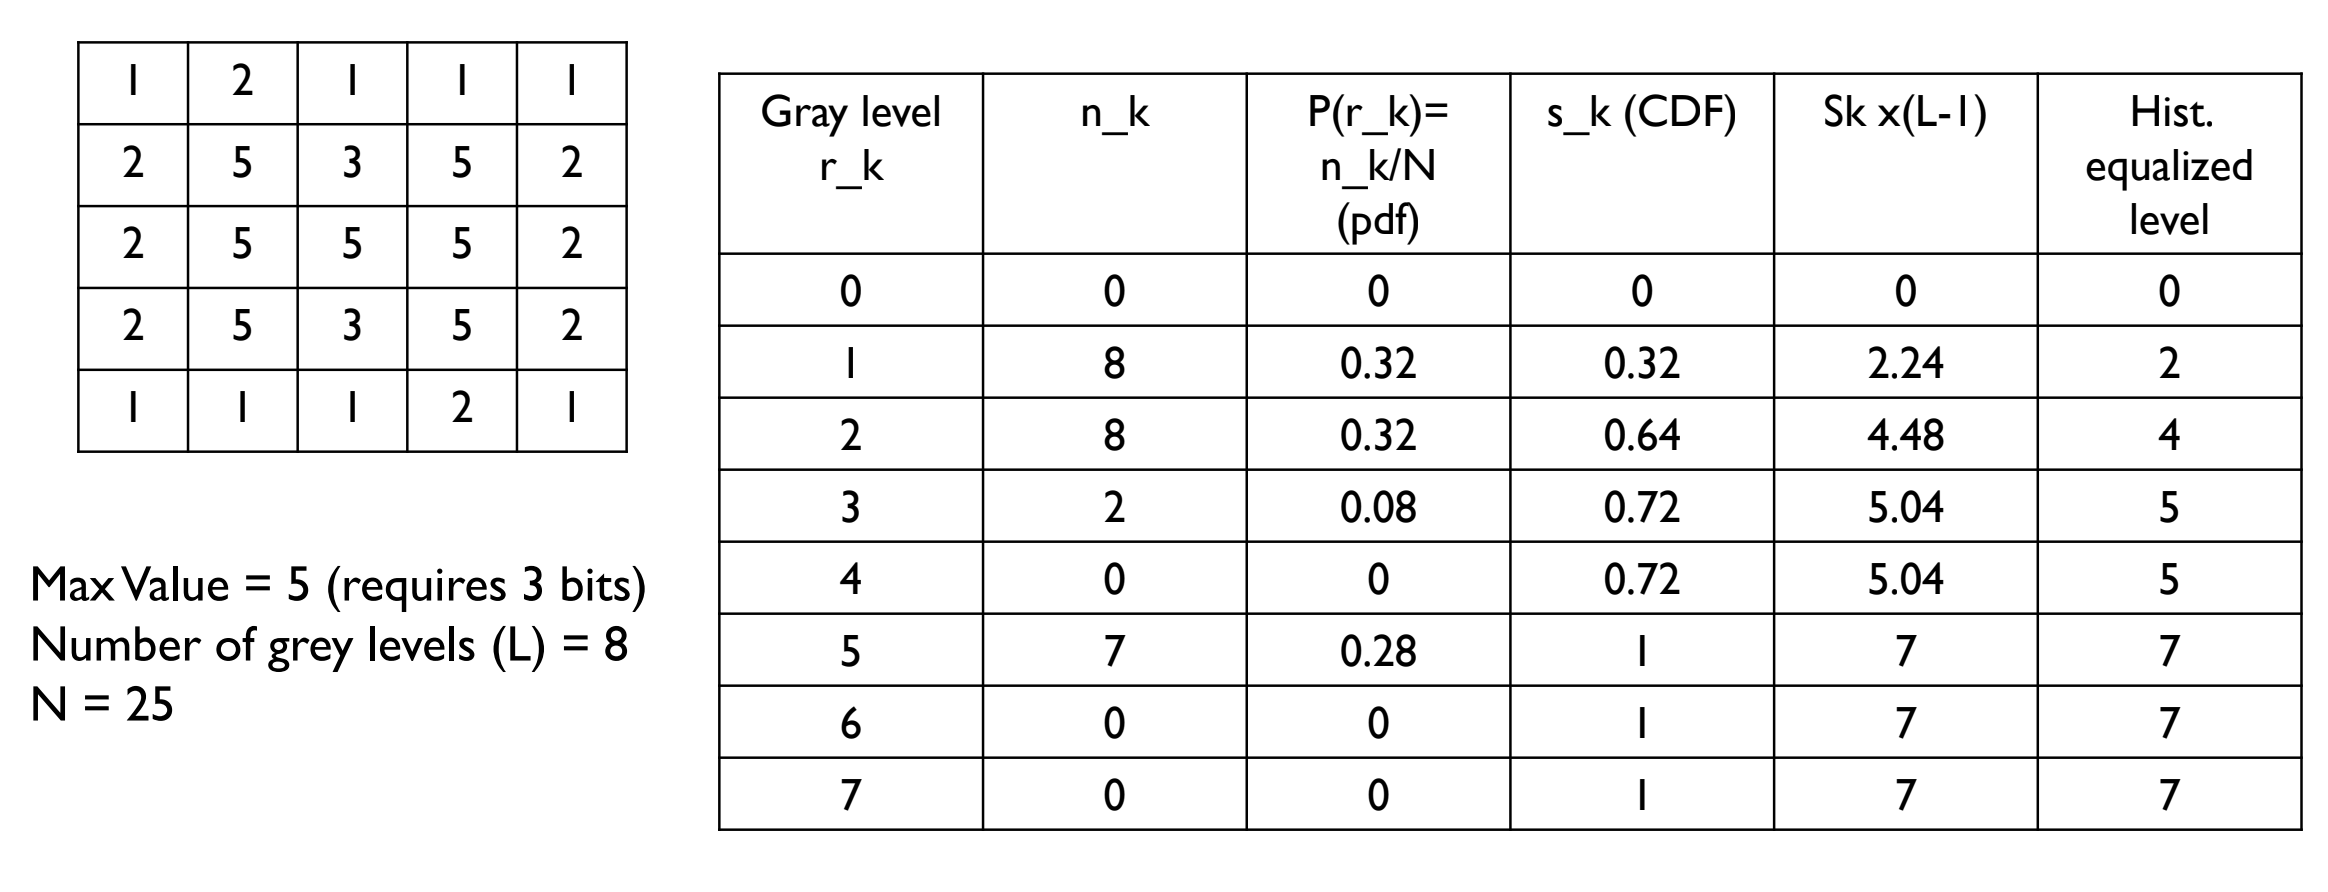 1 2 1 1 1
2 5 3 5 2
2 5 5 5 2
2 5 3 5 2
1 1 1 2 1
Max Value = 5 (requires 3 bits)
Number of grey levels (L) = 8
N = 25
Gray level n_k P(r_k)= s_k (CDF) Sk x(L-1) Hist.
r_k n_k/N equalized
(pdf) level
0 0 0 0 0 0
1 8 0.32 0.32 2.24 2
2 8 0.32 0.64 4.48 4
3 2 0.08 0.72 5.04 5
4 0 0 0.72 5.04 5
5 7 0.28 1 7 7
6 0 0 1 7 7
7 0 0 1 7 7